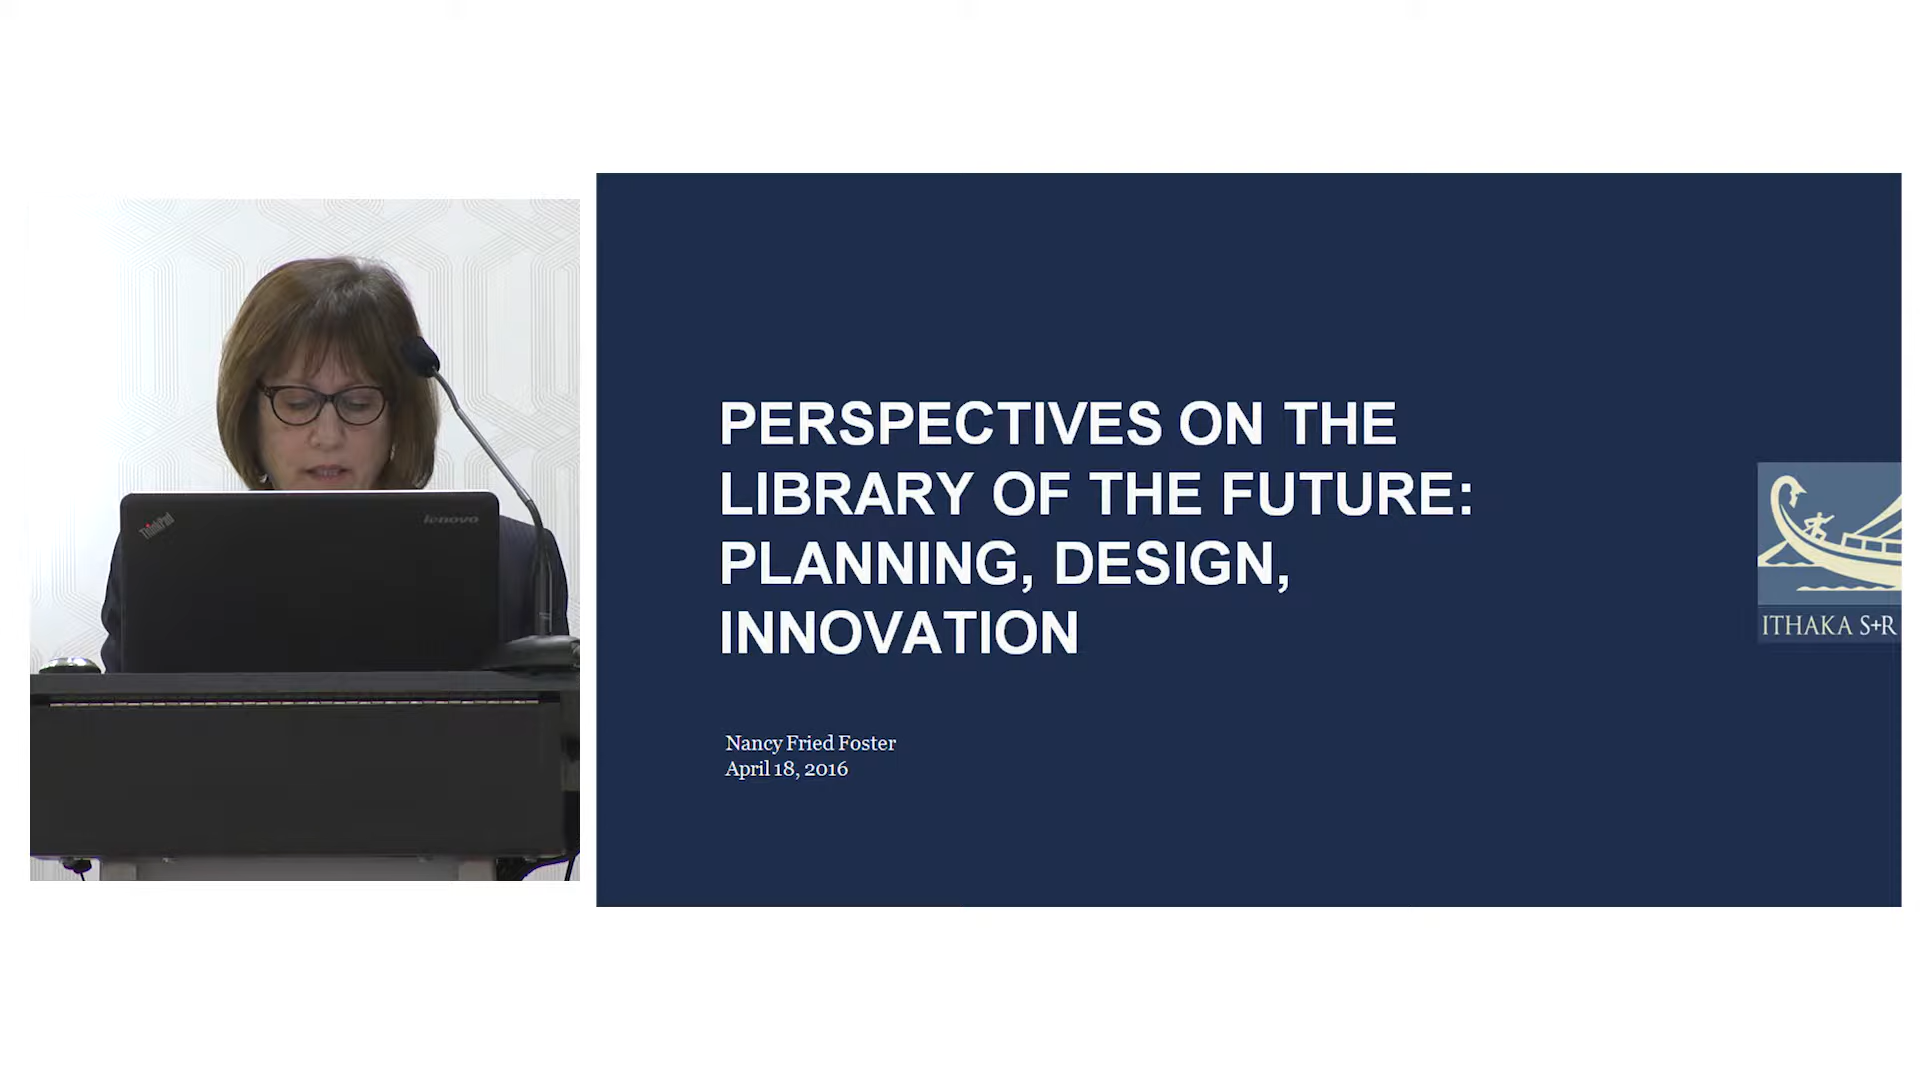 ThinkPad
lenovo
PERSPECTIVES ON THE
LIBRARY OF THE FUTURE:
PLANNING, DESIGN,
INNOVATION
Nancy Fried Foster
April 18, 2016
ITHAKA S+R